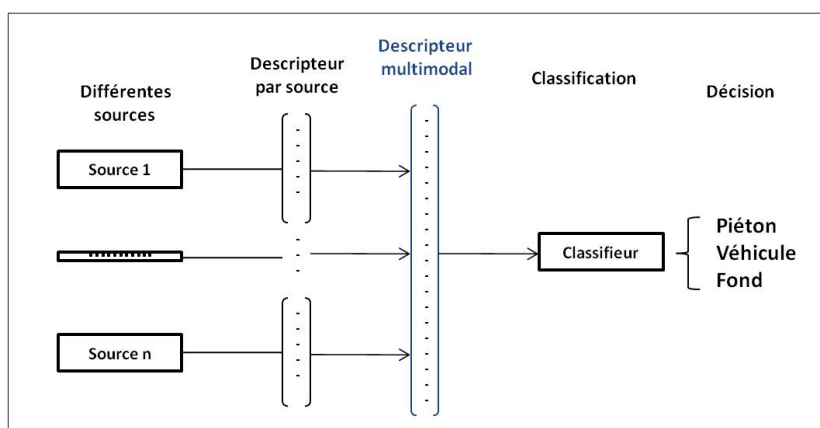 Différentes
sources
Descripteur
par source
Descripteur
multimodal
Classification
Décision
Source 1
Source n
Classifieur
Piéton
Véhicule
Fond